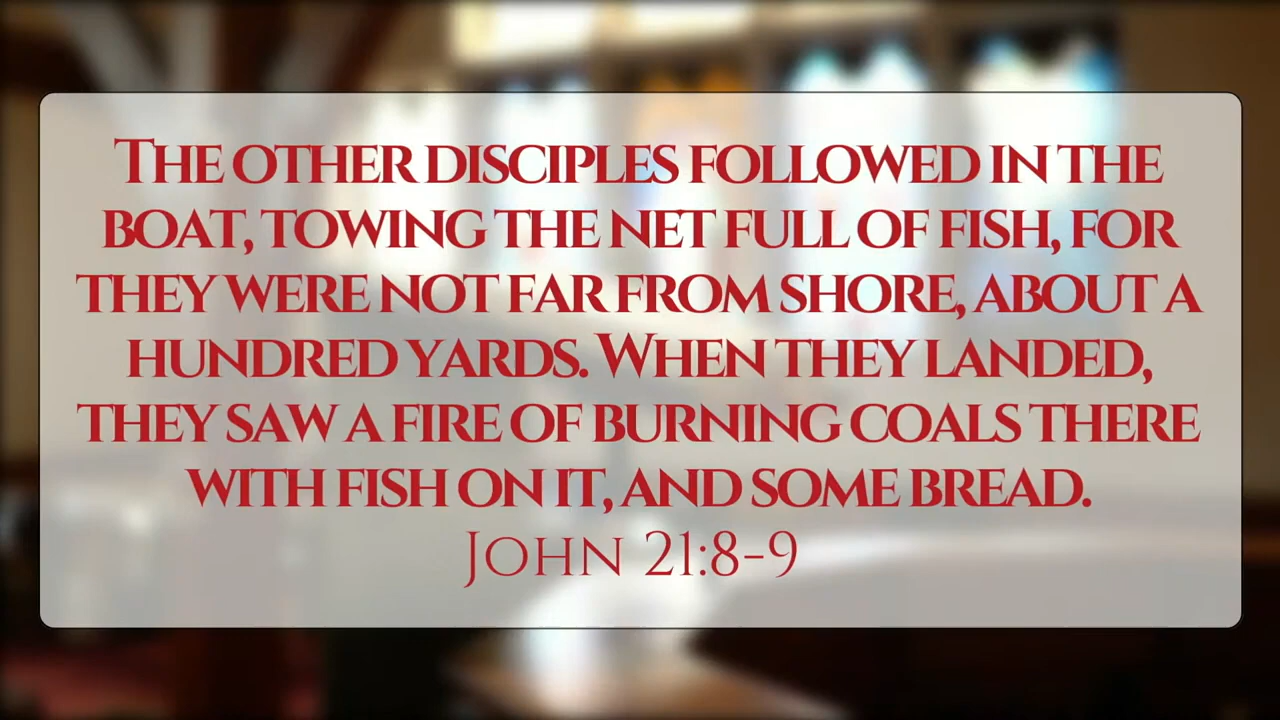 The other disciples followed in the
boat, towing the net full of fish, for
they were not far from shore, about a
hundred yards. When they landed,
they saw a fire of burning coals there
with fish on it, and some bread.
John 21:8-9